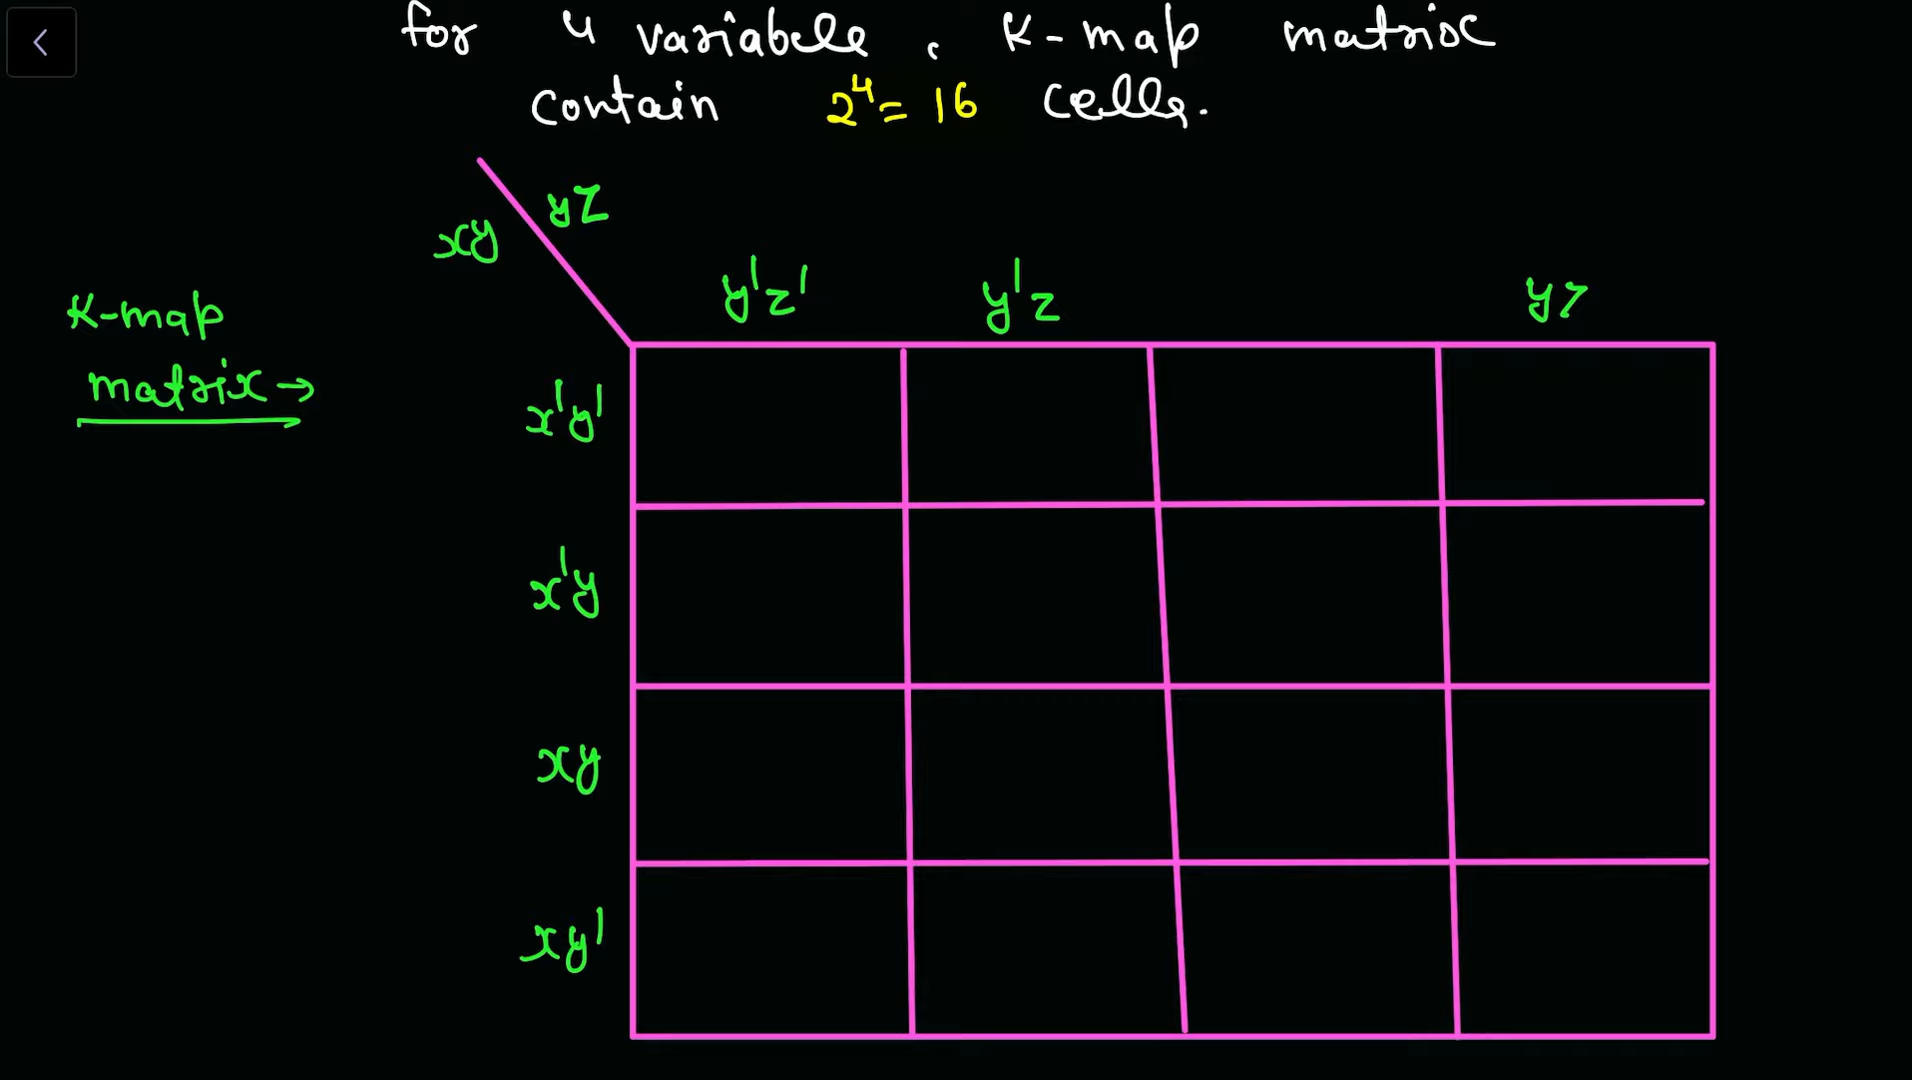 for 4 variabele, K-map matrix
contain 2⁴ = 16 cells.
yz
xy
y'z' y'z yz
K-map
matrix →
x'y'
x'y
xy
xy'